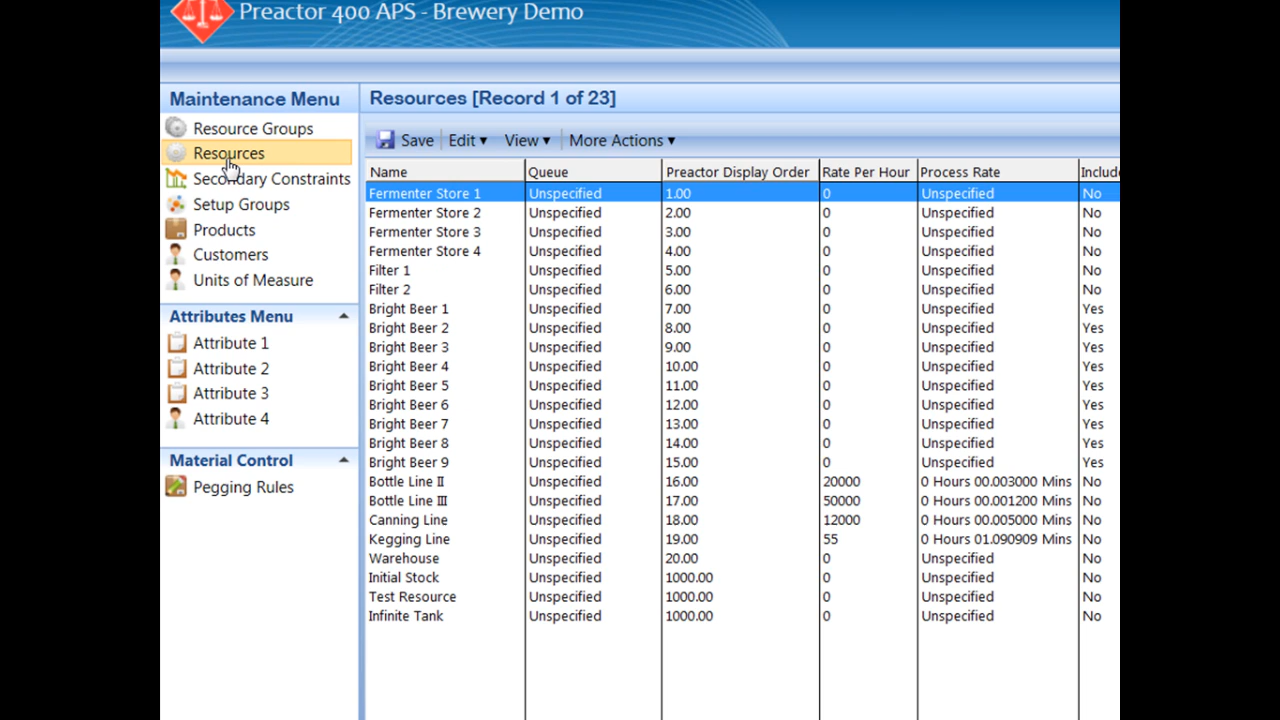 Preactor 400 APS - Brewery Demo
Maintenance Menu
Resource Groups
Resources
Secondary Constraints
Setup Groups
Products
Customers
Units of Measure
Attributes Menu
Attribute 1
Attribute 2
Attribute 3
Attribute 4
Material Control
Pegging Rules
Resources [Record 1 of 23]
Save Edit ▾ View ▾ More Actions ▾
Name Queue Preactor Display Order Rate Per Hour Process Rate Include
Fermenter Store 1 Unspecified 1.00 0 Unspecified No
Fermenter Store 2 Unspecified 2.00 0 Unspecified No
Fermenter Store 3 Unspecified 3.00 0 Unspecified No
Fermenter Store 4 Unspecified 4.00 0 Unspecified No
Filter 1 Unspecified 5.00 0 Unspecified No
Filter 2 Unspecified 6.00 0 Unspecified No
Bright Beer 1 Unspecified 7.00 0 Unspecified Yes
Bright Beer 2 Unspecified 8.00 0 Unspecified Yes
Bright Beer 3 Unspecified 9.00 0 Unspecified Yes
Bright Beer 4 Unspecified 10.00 0 Unspecified Yes
Bright Beer 5 Unspecified 11.00 0 Unspecified Yes
Bright Beer 6 Unspecified 12.00 0 Unspecified Yes
Bright Beer 7 Unspecified 13.00 0 Unspecified Yes
Bright Beer 8 Unspecified 14.00 0 Unspecified Yes
Bright Beer 9 Unspecified 15.00 0 Unspecified Yes
Bottle Line II Unspecified 16.00 20000 0 Hours 00.003000 Mins No
Bottle Line III Unspecified 17.00 50000 0 Hours 00.001200 Mins No
Canning Line Unspecified 18.00 12000 0 Hours 00.005000 Mins No
Kegging Line Unspecified 19.00 55 0 Hours 01.090909 Mins No
Warehouse Unspecified 20.00 0 Unspecified No
Initial Stock Unspecified 1000.00 0 Unspecified No
Test Resource Unspecified 1000.00 0 Unspecified No
Infinite Tank Unspecified 1000.00 0 Unspecified No